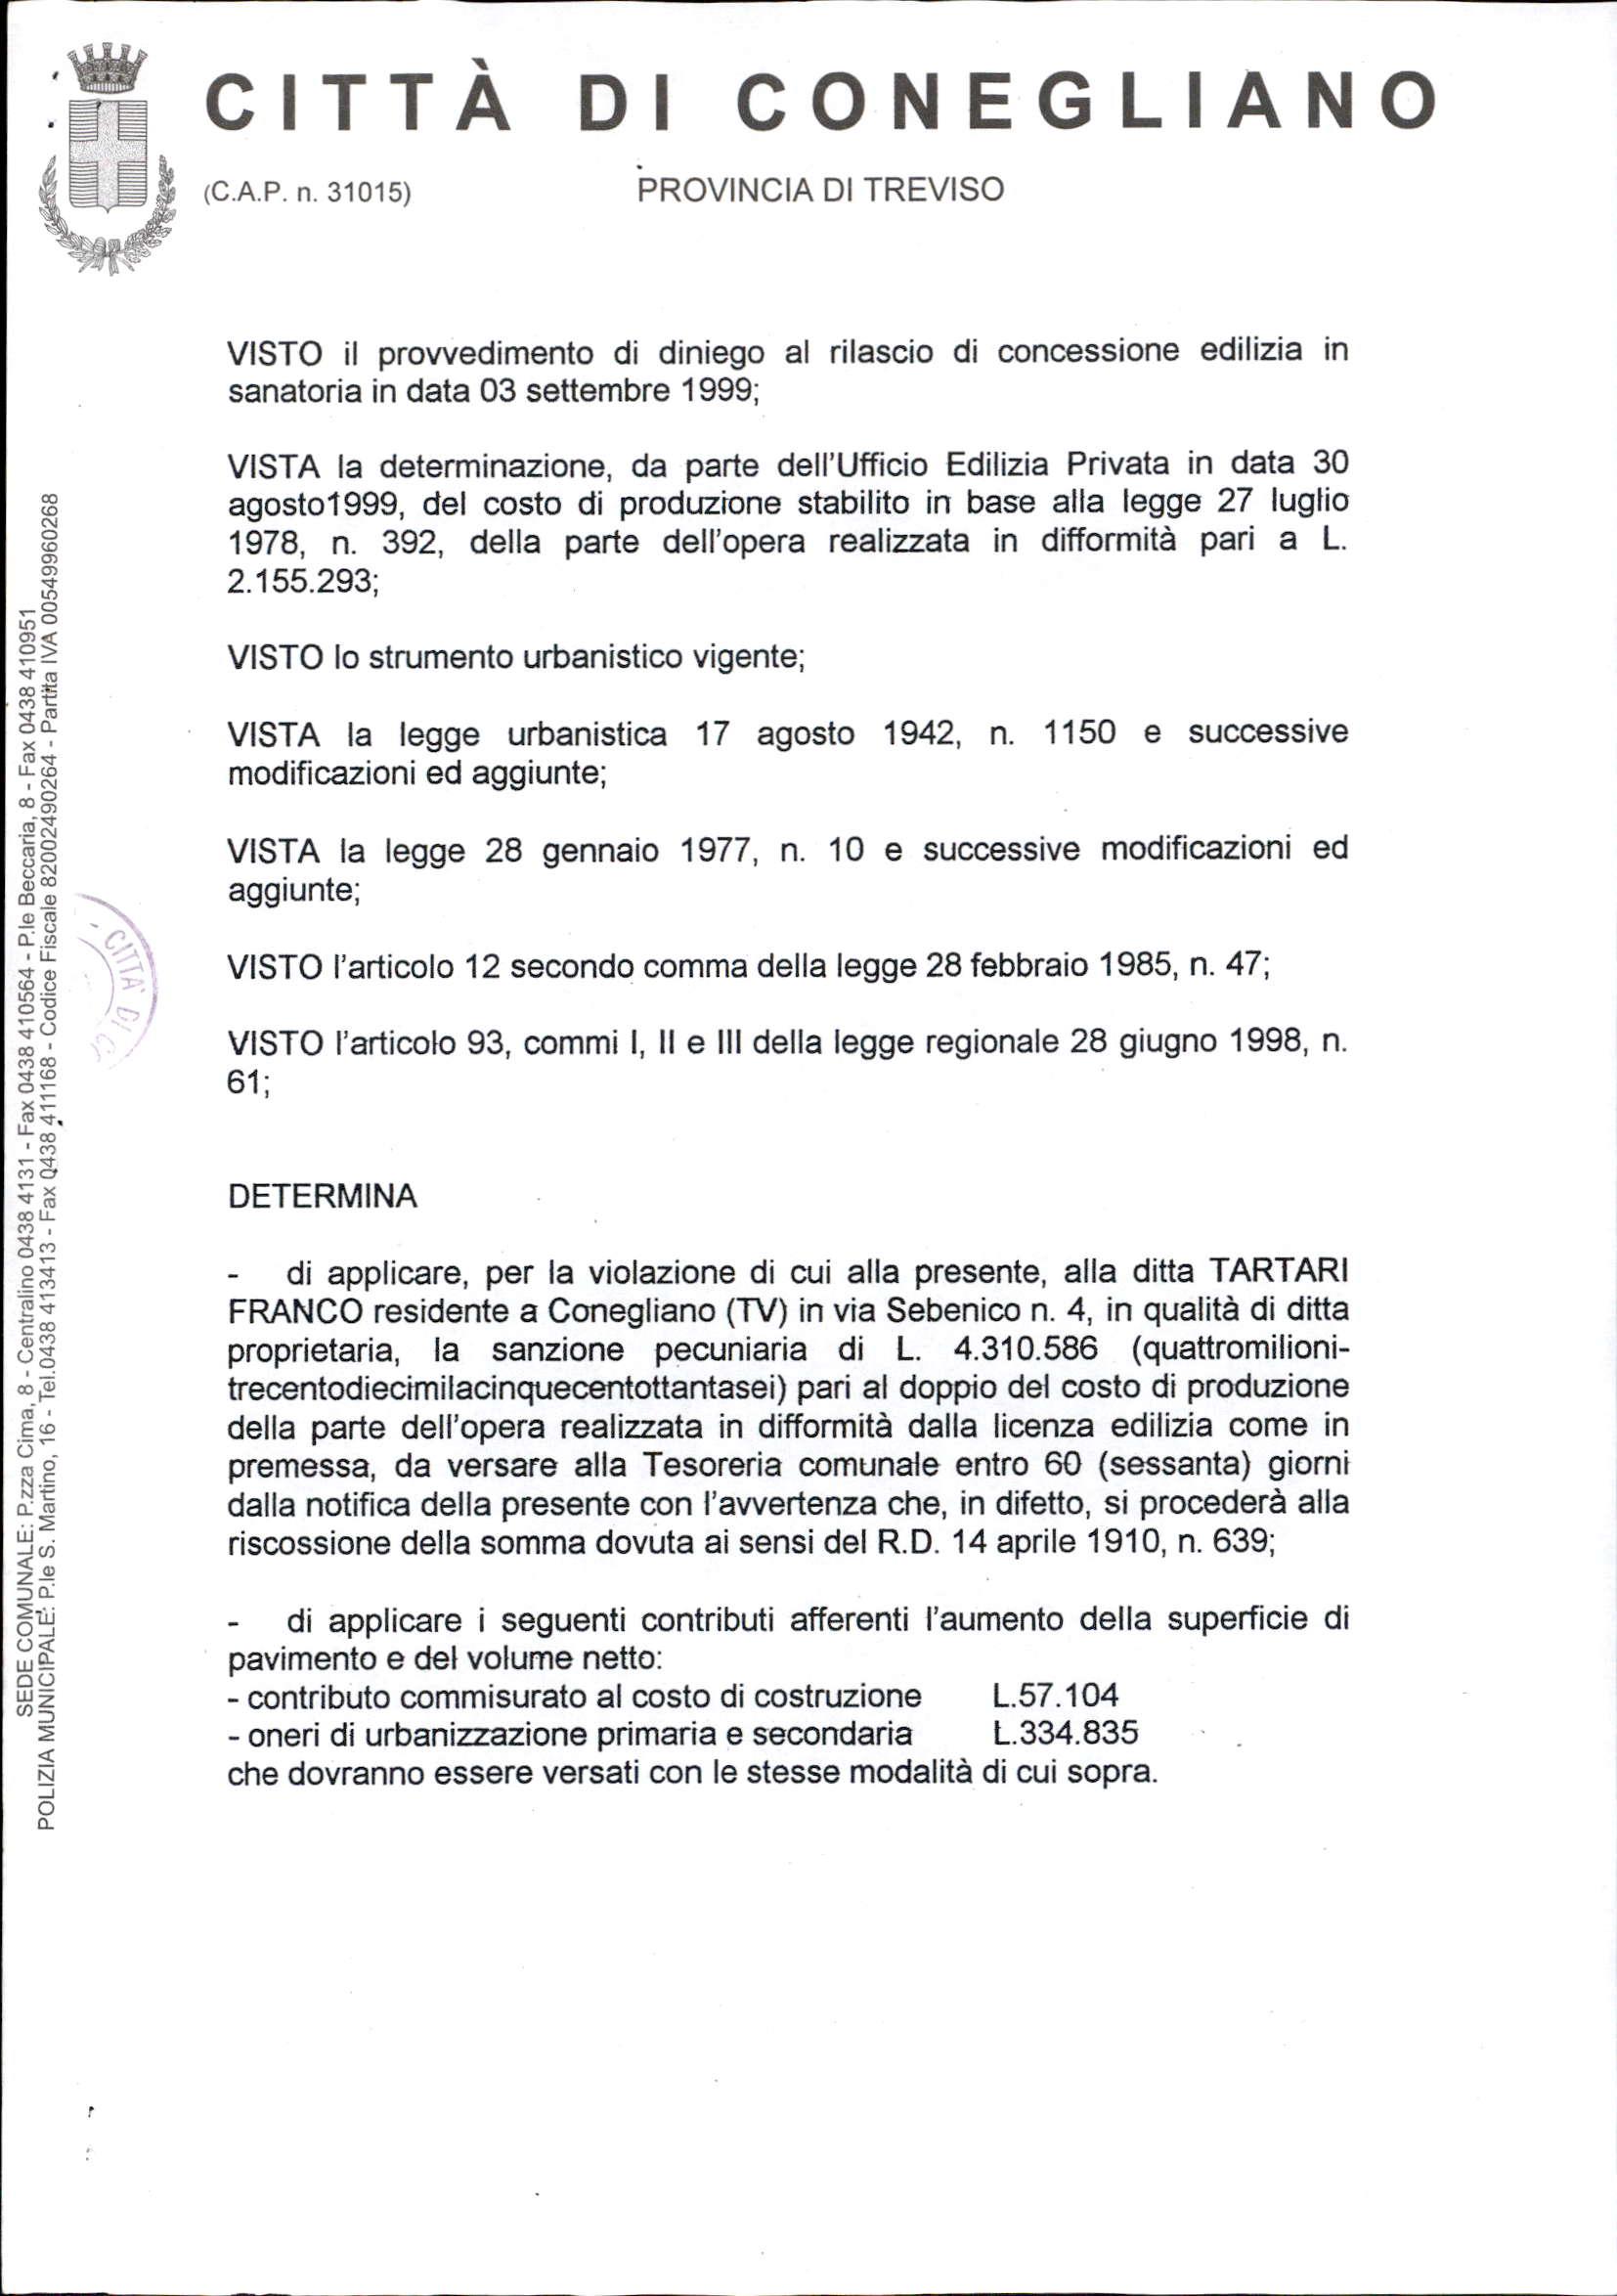 CITTÀ DI CONEGLIANO
(C.A.P. n. 31015) PROVINCIA DI TREVISO
VISTO il provvedimento di diniego al rilascio di concessione edilizia in
sanatoria in data 03 settembre 1999;
VISTA la determinazione, da parte dell'Ufficio Edilizia Privata in data 30
agosto1999, del costo di produzione stabilito in base alla legge 27 luglio
1978, n. 392, della parte dell'opera realizzata in difformità pari a L.
2.155.293;
VISTO lo strumento urbanistico vigente;
VISTA la legge urbanistica 17 agosto 1942, n. 1150 e successive
modificazioni ed aggiunte;
VISTA la legge 28 gennaio 1977, n. 10 e successive modificazioni ed
aggiunte;
VISTO l'articolo 12 secondo comma della legge 28 febbraio 1985, n. 47;
VISTO l'articolo 93, commi I, II e III della legge regionale 28 giugno 1998, n.
61;
DETERMINA
- di applicare, per la violazione di cui alla presente, alla ditta TARTARI
FRANCO residente a Conegliano (TV) in via Sebenico n. 4, in qualità di ditta
proprietaria, la sanzione pecuniaria di L. 4.310.586 (quattromilioni-
trecentodiecimilacinquecentottantasei) pari al doppio del costo di produzione
della parte dell'opera realizzata in difformità dalla licenza edilizia come in
premessa, da versare alla Tesoreria comunale entro 60 (sessanta) giorni
dalla notifica della presente con l'avvertenza che, in difetto, si procederà alla
riscossione della somma dovuta ai sensi del R.D. 14 aprile 1910, n. 639;
- di applicare i seguenti contributi afferenti l'aumento della superficie di
pavimento e del volume netto:
- contributo commisurato al costo di costruzione L.57.104
- oneri di urbanizzazione primaria e secondaria L.334.835
che dovranno essere versati con le stesse modalità di cui sopra.
SEDE COMUNALE: P.zza Cima, 8 - Centralino 0438 4131 - Fax 0438 410564 - P.le Beccaria, 8 - Fax 0438 410951
POLIZIA MUNICIPALE: P.le S. Martino, 16 - Tel.0438 413413 - Fax 0438 411168 - Codice Fiscale 82002490264 - Partita IVA 00549960268
- CITTA' DI C